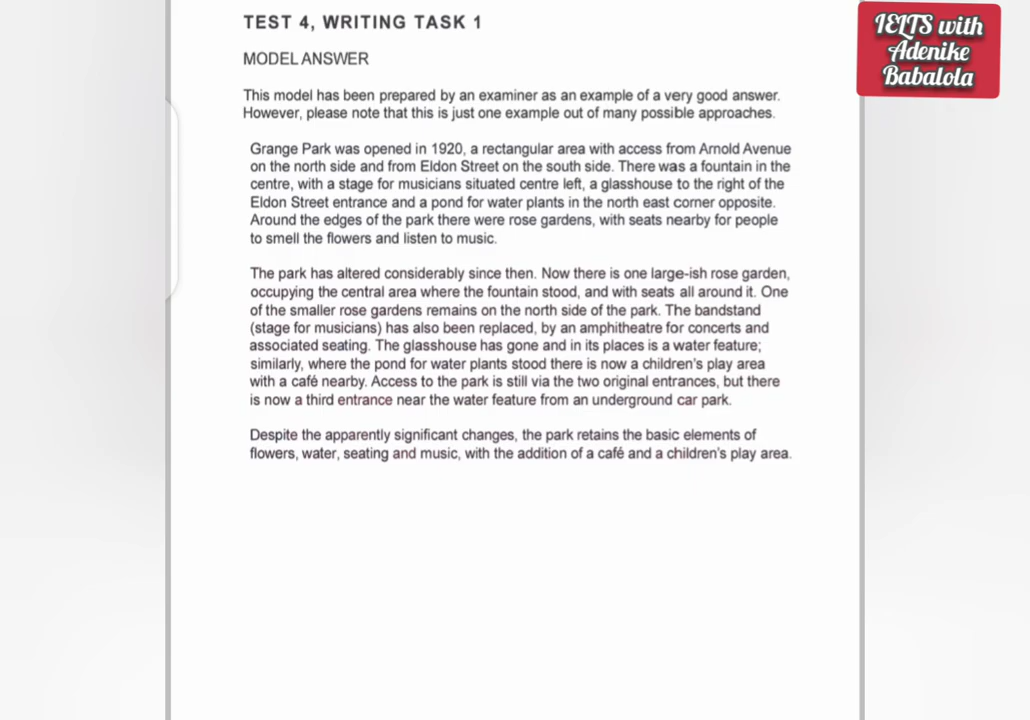 TEST 4, WRITING TASK 1
MODEL ANSWER
This model has been prepared by an examiner as an example of a very good answer.
However, please note that this is just one example out of many possible approaches.
Grange Park was opened in 1920, a rectangular area with access from Arnold Avenue
on the north side and from Eldon Street on the south side. There was a fountain in the
centre, with a stage for musicians situated centre left, a glasshouse to the right of the
Eldon Street entrance and a pond for water plants in the north east corner opposite.
Around the edges of the park there were rose gardens, with seats nearby for people
to smell the flowers and listen to music.
The park has altered considerably since then. Now there is one large-ish rose garden,
occupying the central area where the fountain stood, and with seats all around it. One
of the smaller rose gardens remains on the north side of the park. The bandstand
(stage for musicians) has also been replaced, by an amphitheatre for concerts and
associated seating. The glasshouse has gone and in its places is a water feature;
similarly, where the pond for water plants stood there is now a children's play area
with a café nearby. Access to the park is still via the two original entrances, but there
is now a third entrance near the water feature from an underground car park.
Despite the apparently significant changes, the park retains the basic elements of
flowers, water, seating and music, with the addition of a café and a children's play area.
IELTS with
Adenike
Babalola